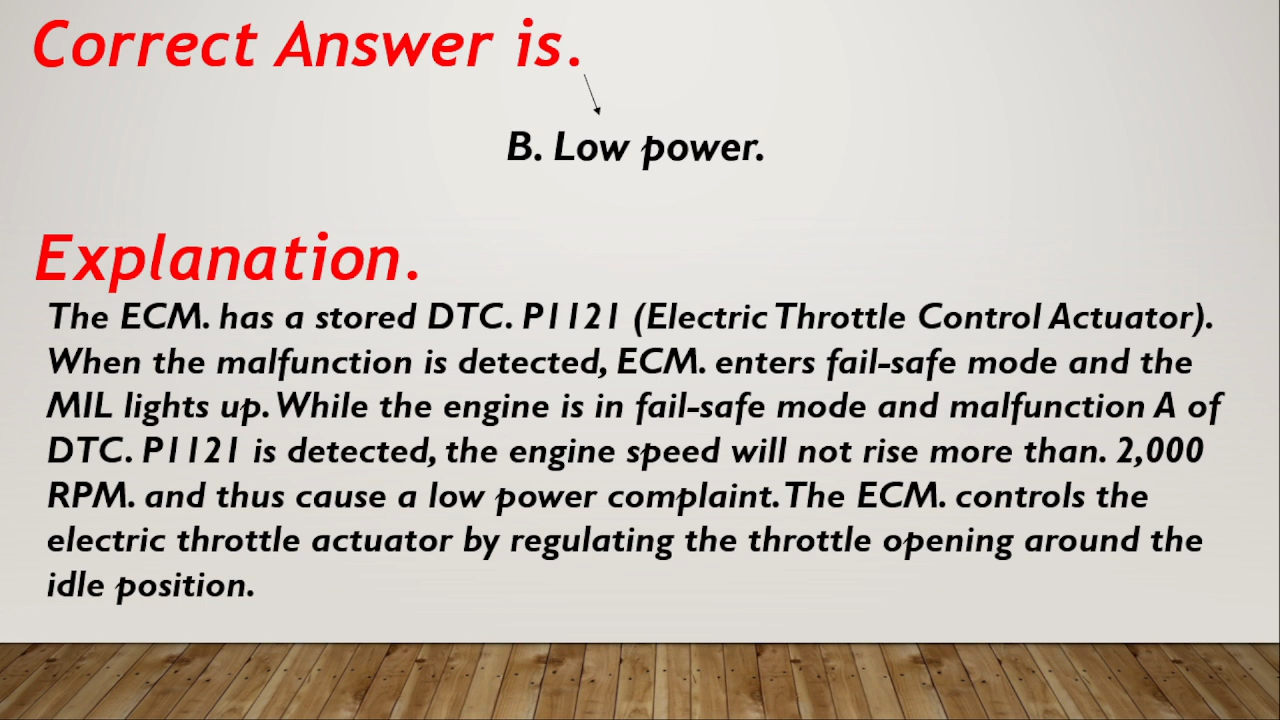 Correct Answer is.
B. Low power.
Explanation.
The ECM. has a stored DTC. P1121 (Electric Throttle Control Actuator).
When the malfunction is detected, ECM. enters fail-safe mode and the
MIL lights up. While the engine is in fail-safe mode and malfunction A of
DTC. P1121 is detected, the engine speed will not rise more than. 2,000
RPM. and thus cause a low power complaint. The ECM. controls the
electric throttle actuator by regulating the throttle opening around the
idle position.